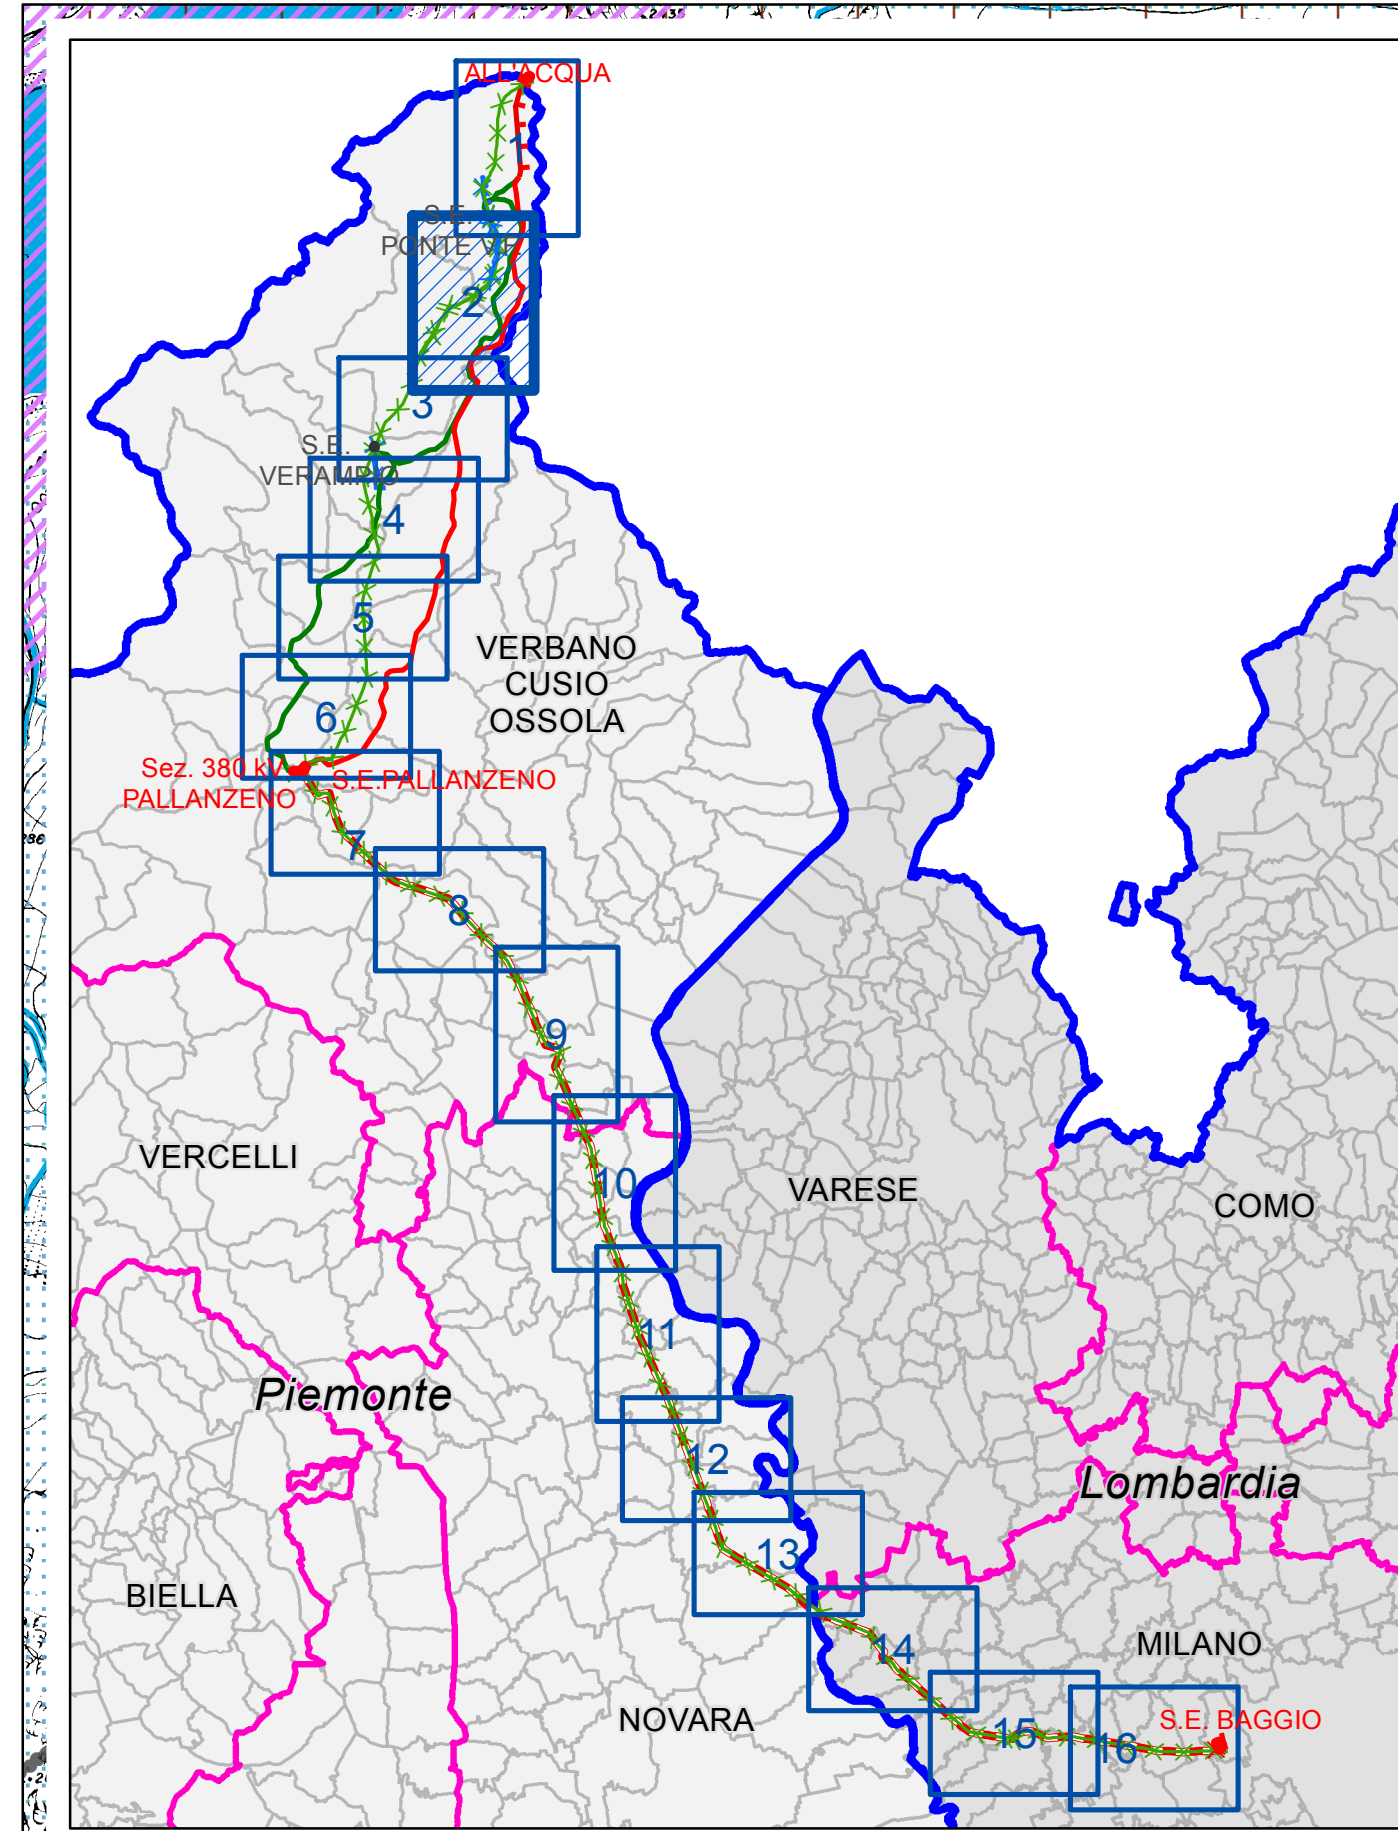 ALL'ACQUA
1
S.E.
PONTE V.F.
2
3
S.E.
VERAMPIO
4
5
VERBANO
CUSIO
OSSOLA
6
Sez. 380 kV
PALLANZENO
S.E.PALLANZENO
7
8
9
VERCELLI
10
VARESE
COMO
11
Piemonte
12
Lombardia
13
BIELLA
14
MILANO
NOVARA
15
16
S.E. BAGGIO